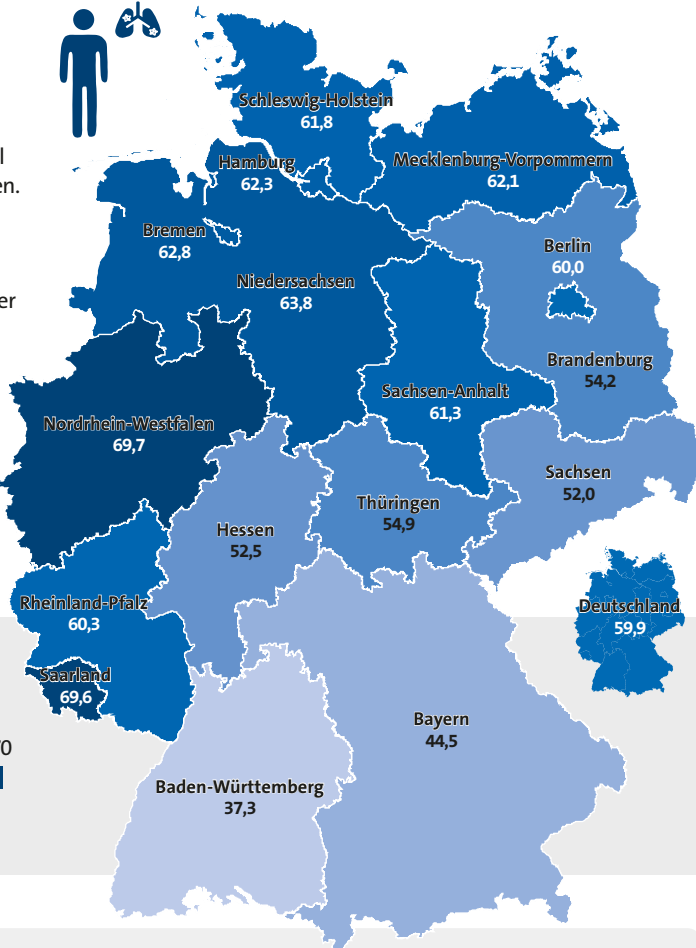 l
en.
er
Schleswig-Holstein
61,8
Hamburg
62,3
Mecklenburg-Vorpommern
62,1
Bremen
62,8
Berlin
60,0
Niedersachsen
63,8
Brandenburg
54,2
Sachsen-Anhalt
61,3
Nordrhein-Westfalen
69,7
Sachsen
52,0
Thüringen
54,9
Hessen
52,5
Rheinland-Pfalz
60,3
Deutschland
59,9
Saarland
69,6
70
Bayern
44,5
Baden-Württemberg
37,3